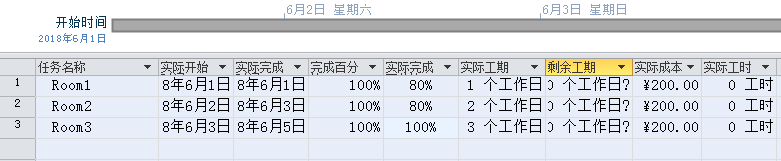 6月2日 星期六
6月3日 星期日
开始时间
2018年6月1日
任务名称 实际开始 实际完成 完成百分 实际完成 实际工期 剩余工期 实际成本 实际工时
1 Room1 8年6月1日 8年6月1日 100% 80% 1 个工作日 0 个工作日? ¥200.00 0 工时
2 Room2 8年6月2日 8年6月3日 100% 80% 2 个工作日 0 个工作日? ¥200.00 0 工时
3 Room3 8年6月3日 8年6月5日 100% 100% 3 个工作日 0 个工作日? ¥200.00 0 工时